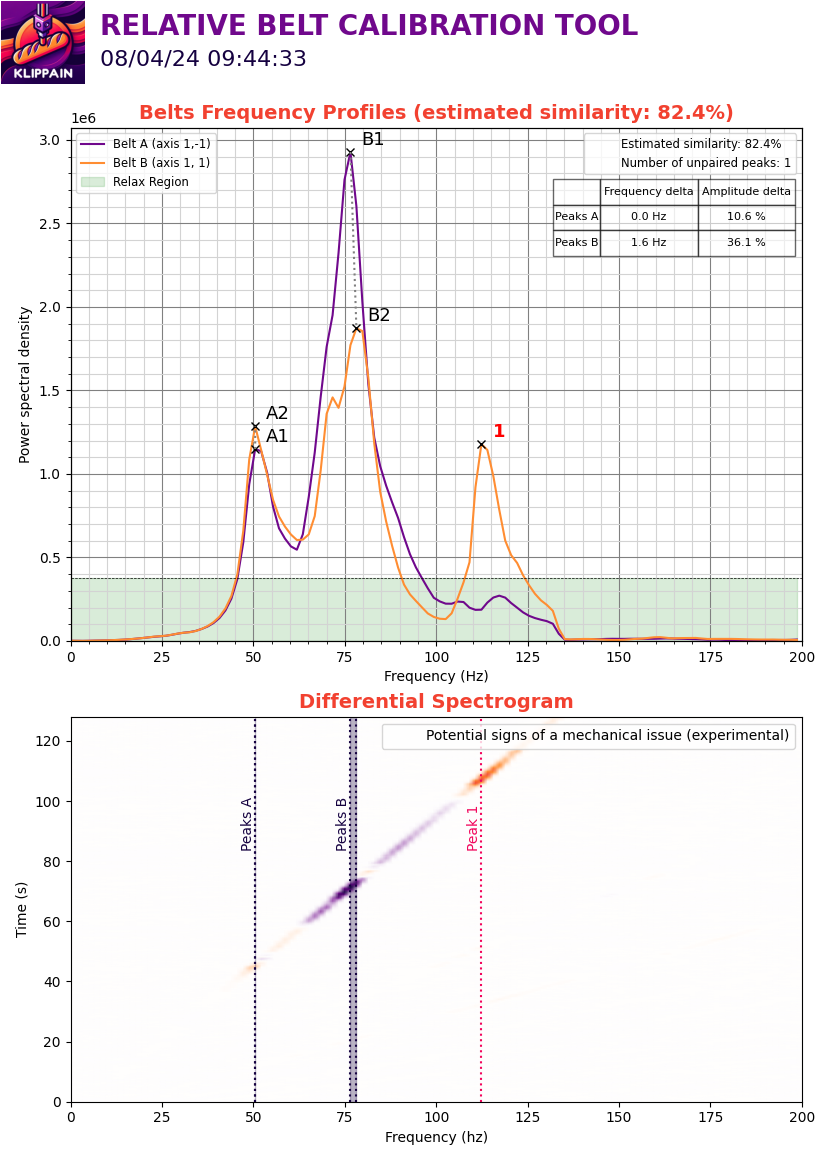 RELATIVE BELT CALIBRATION TOOL
08/04/24 09:44:33
KLIPPAIN
Belts Frequency Profiles (estimated similarity: 82.4%)
1e6
Belt A (axis 1,-1)
Belt B (axis 1, 1)
Relax Region
Estimated similarity: 82.4%
Number of unpaired peaks: 1
Frequency delta Amplitude delta
Peaks A 0.0 Hz 10.6 %
Peaks B 1.6 Hz 36.1 %
B1
B2
A2
A1
1
Power spectral density
3.0
2.5
2.0
1.5
1.0
0.5
0.0
0 25 50 75 100 125 150 175 200
Frequency (Hz)
Differential Spectrogram
Potential signs of a mechanical issue (experimental)
Peaks A
Peaks B
Peak 1
Time (s)
120
100
80
60
40
20
0
0 25 50 75 100 125 150 175 200
Frequency (hz)